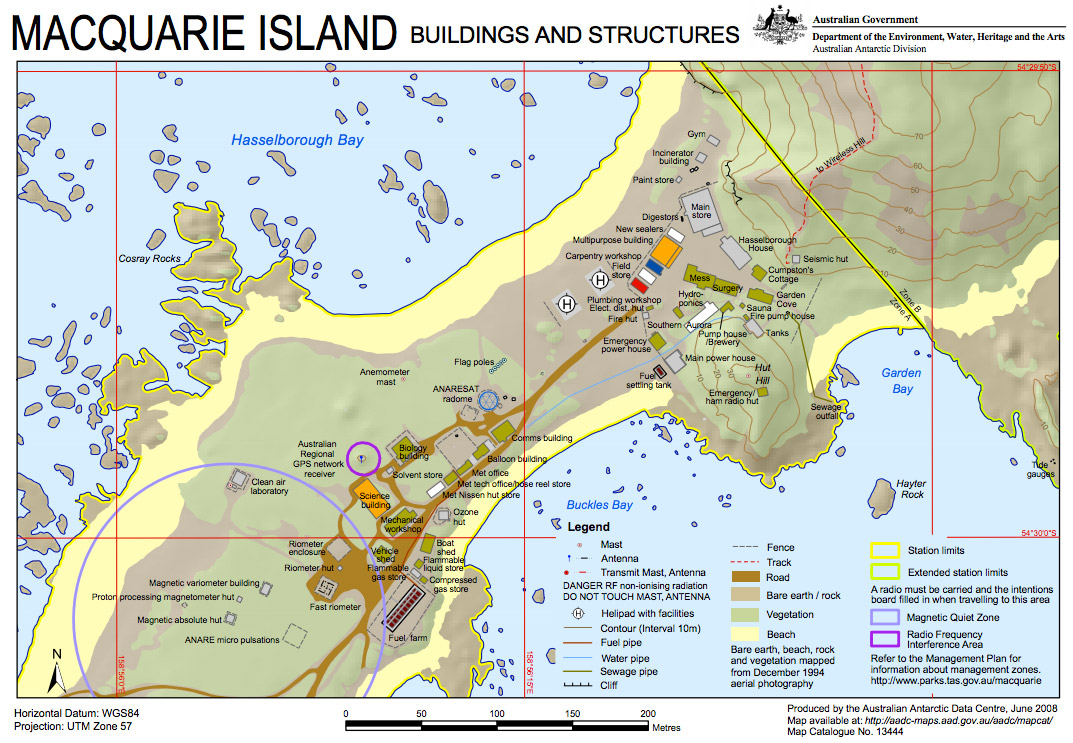 MACQUARIE ISLAND BUILDINGS AND STRUCTURES
Australian Government
Department of the Environment, Water, Heritage and the Arts
Australian Antarctic Division
54°29'50"S
Hasselborough Bay
Cosray Rocks
Gym
Incinerator
building
Paint store
to Wireless Hill
70
60
50
40
30
20
10
Main
store
Digestors
New sealers
Multipurpose building
Carpentry workshop
Field
store
Hasselborough
House
Seismic hut
Cumpston's
Cottage
Mess
Surgery
Garden
Cove
Hydro-
ponics
Sauna
Fire pump house
Plumbing workshop
Elect. dist. hut
Fire hut
H
H
Southern Aurora
Pump house
/Brewery
Tanks
Zone B
Zone A
Emergency
power house
Main power house
Fuel
settling tank
Hut
Hill
10
20
30
Emergency/
ham radio hut
Sewage
outfall
Garden
Bay
Flag poles
Anemometer
mast
ANARESAT
radome
Comms building
Australian
Regional
GPS network
receiver
Biology
building
Balloon building
Solvent store
Met office
Met tech office/hose reel store
Met Nissen hut store
Clean air
laboratory
Science
building
Ozone
hut
Mechanical
workshop
Buckles Bay
Hayter
Rock
Tide
gauges
54°30'0"S
Riometer
enclosure
Riometer hut
Vehicle
shed
Boat
shed
Flammable
liquid store
Flammable
gas store
Compressed
gas store
Magnetic variometer building
Proton processing magnetometer hut
Magnetic absolute hut
Fast riometer
ANARE micro pulsations
Fuel farm
N
158°56'0"E
158°56'15"E
Legend
Mast
Antenna
Transmit Mast, Antenna
DANGER RF non-ionising radiation
DO NOT TOUCH MAST, ANTENNA
H
Helipad with facilities
Contour (Interval 10m)
Fuel pipe
Water pipe
Sewage pipe
Cliff
Fence
Track
Road
Bare earth / rock
Vegetation
Beach
Bare earth, beach, rock
and vegetation mapped
from December 1994
aerial photography
Station limits
Extended station limits
A radio must be carried and the intentions
board filled in when travelling to this area
Magnetic Quiet Zone
Radio Frequency
Interference Area
Refer to the Management Plan for
information about management zones.
http://www.parks.tas.gov.au/macquarie
Horizontal Datum: WGS84
Projection: UTM Zone 57
0 50 100 150 200
Metres
Produced by the Australian Antarctic Data Centre, June 2008
Map available at: http://aadc-maps.aad.gov.au/aadc/mapcat/
Map Catalogue No. 13444